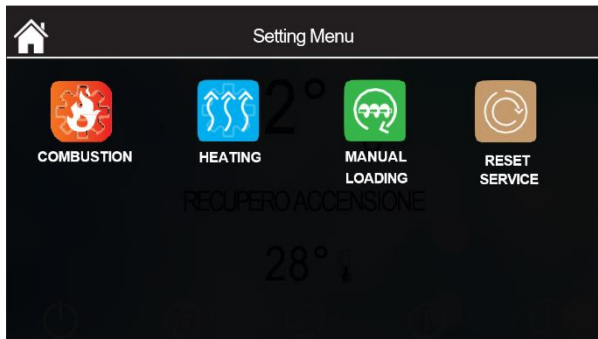 Setting Menu
2°
COMBUSTION
HEATING
MANUAL
LOADING
RESET
SERVICE
RECUPERO ACCENSIONE
28°